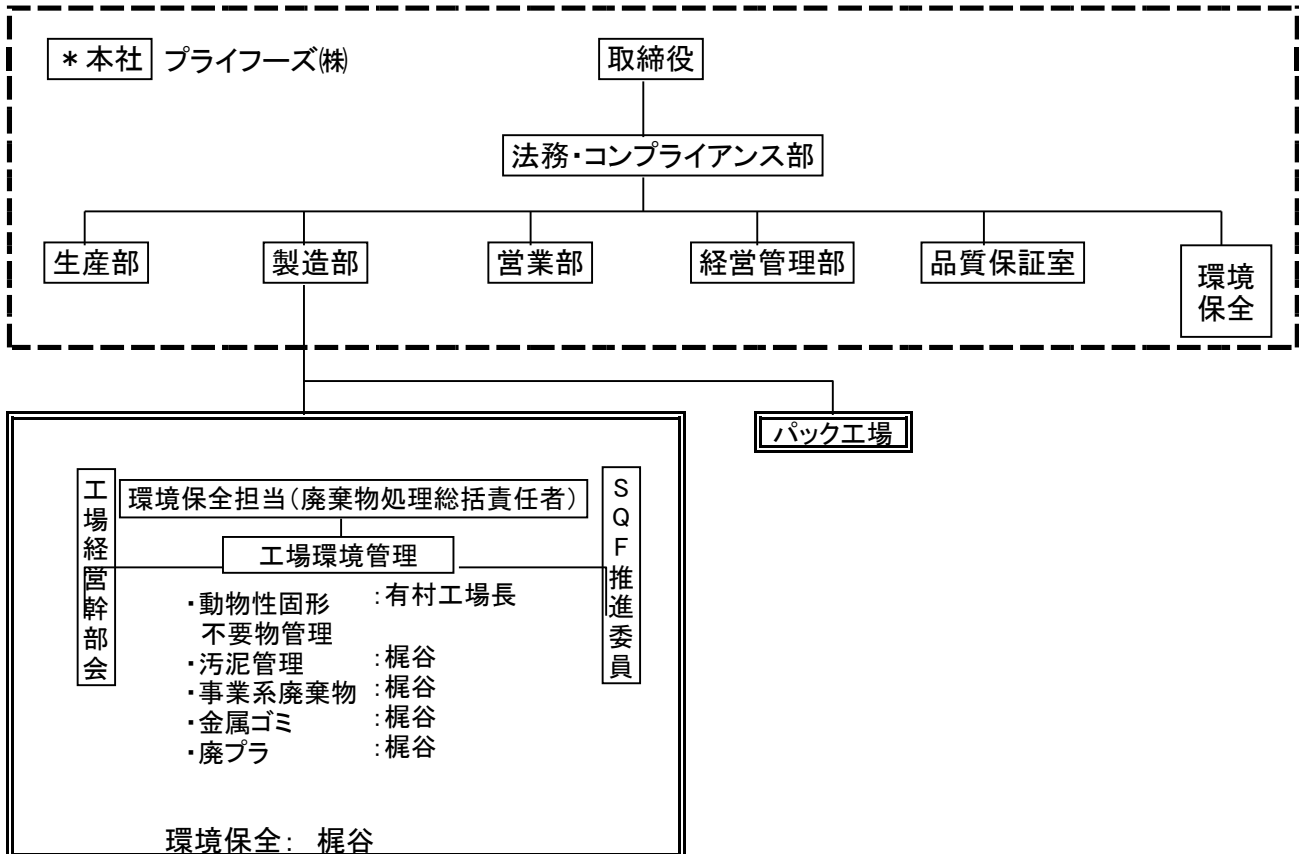 ＊本社 プライフーズ㈱
取締役
法務・コンプライアンス部
生産部
製造部
営業部
経営管理部
品質保証室
環境
保全
パック工場
工場経営幹部会
環境保全担当（廃棄物処理総括責任者）
SQF推進委員
工場環境管理
・動物性固形 ：有村工場長
不要物管理
・汚泥管理 ：梶谷
・事業系廃棄物 ：梶谷
・金属ゴミ ：梶谷
・廃プラ ：梶谷
環境保全： 梶谷